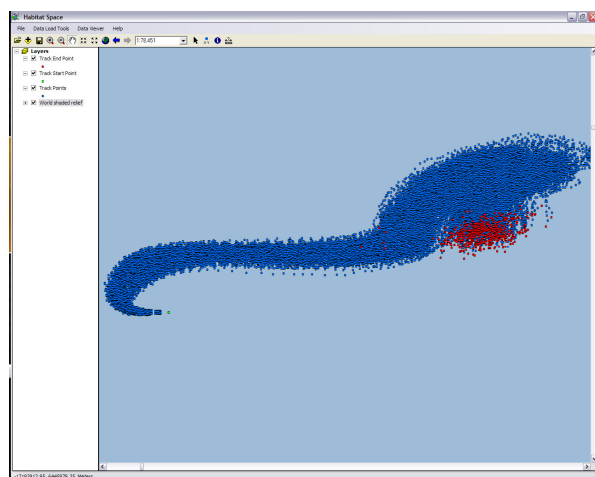 Habitat Space
File Data Load Tools Data Viewer Help
1:78,451
Layers
Track End Point
Track Start Point
Track Points
World shaded relief